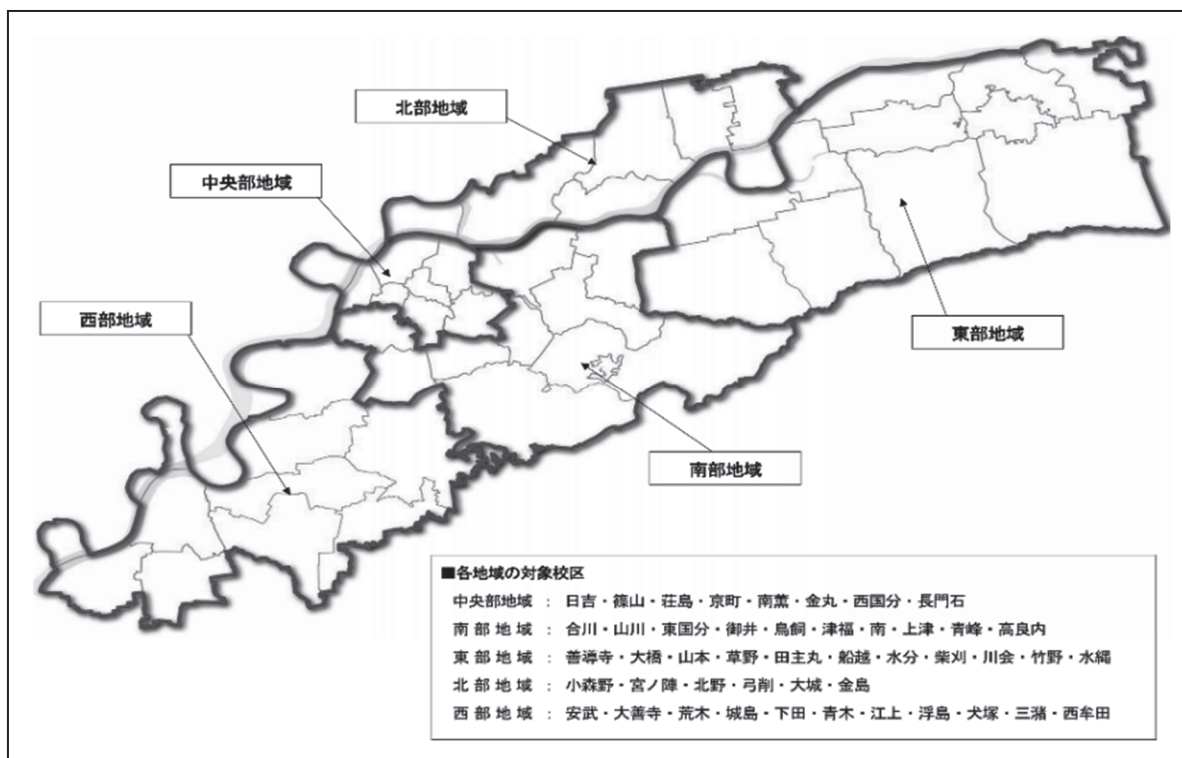 北部地域
中央部地域
西部地域
東部地域
南部地域
■各地域の対象校区
中央部地域 : 日吉・篠山・荘島・京町・南薫・金丸・西国分・長門石
南部地域 : 合川・山川・東国分・御井・鳥飼・津福・南・上津・青峰・高良内
東部地域 : 善導寺・大橋・山本・草野・田主丸・船越・水分・柴刈・川会・竹野・水縄
北部地域 : 小森野・宮ノ陣・北野・弓削・大城・金島
西部地域 : 安武・大善寺・荒木・城島・下田・青木・江上・浮島・犬塚・三潴・西牟田